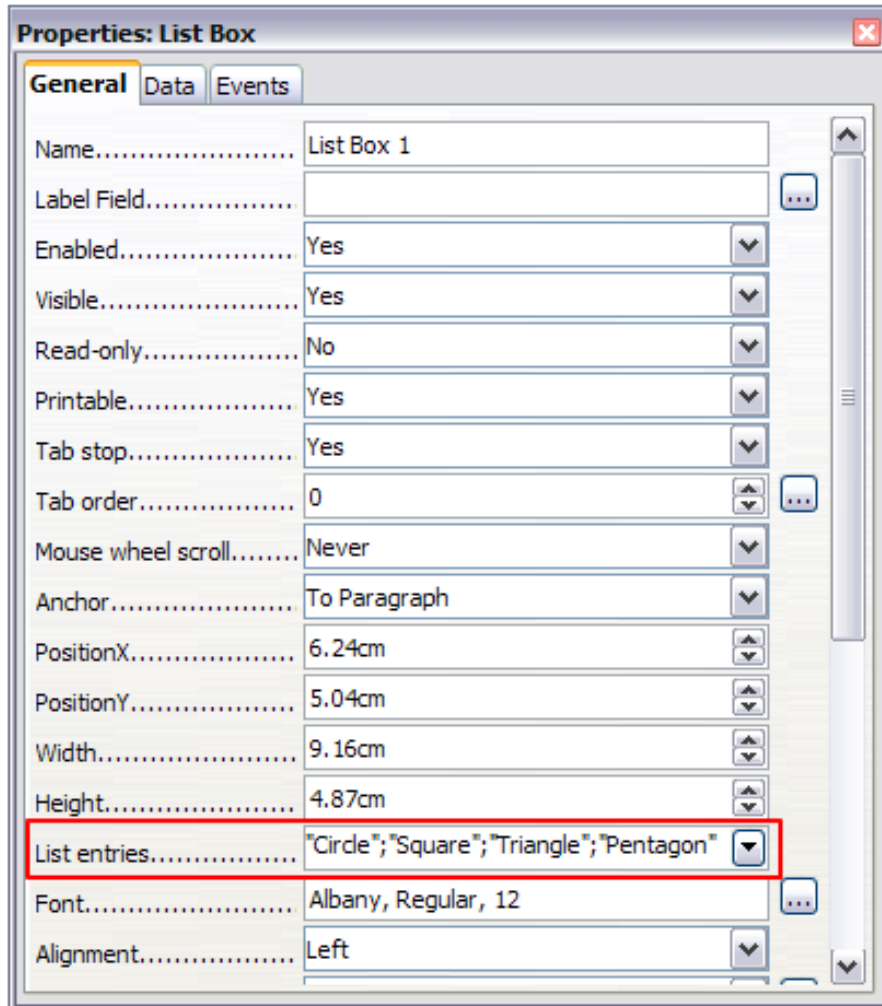 Properties: List Box
General Data Events
Name...................... List Box 1
Label Field..................
Enabled..................... Yes
Visible....................... Yes
Read-only.................. No
Printable.................... Yes
Tab stop.................... Yes
Tab order.................. 0 ...
Mouse wheel scroll........ Never
Anchor...................... To Paragraph
PositionX................... 6.24cm
PositionY................... 5.04cm
Width....................... 9.16cm
Height...................... 4.87cm
List entries................. "Circle";"Square";"Triangle";"Pentagon"
Font......................... Albany, Regular, 12 ...
Alignment.................. Left